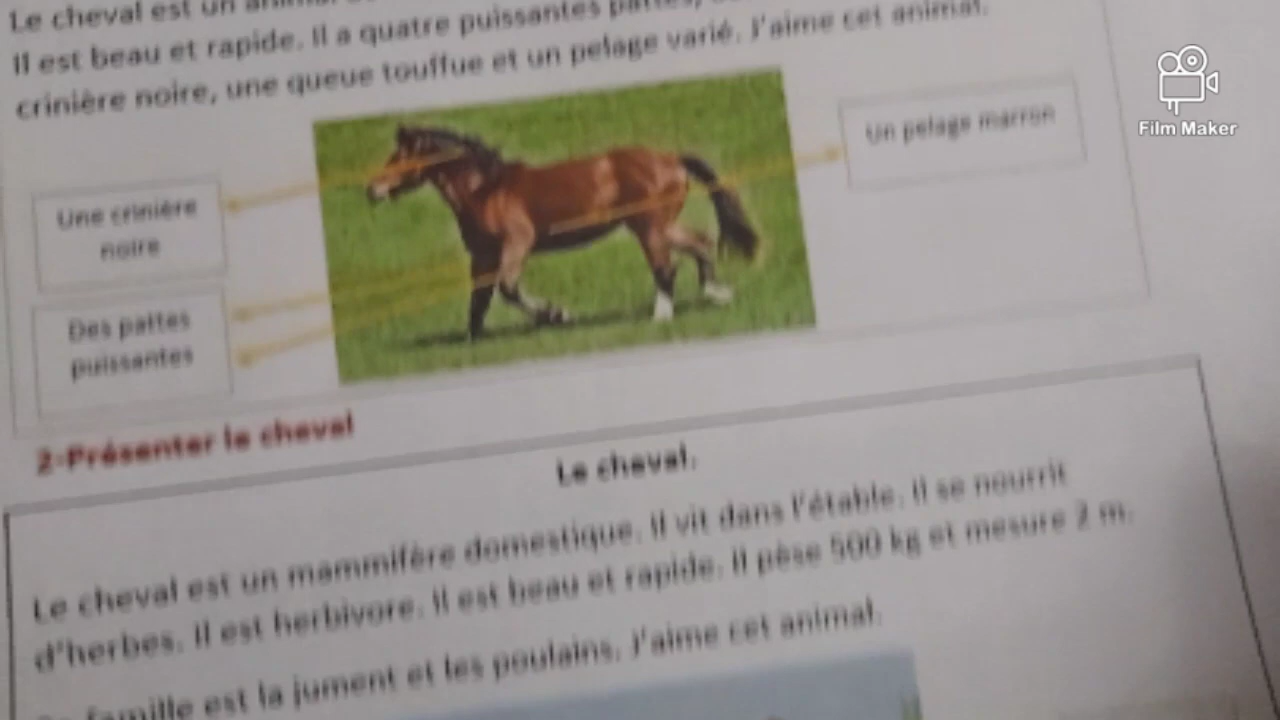 Le cheval est un
Il est beau et rapide. Il a quatre puissantes pattes,
crinière noire, une queue touffue et un pelage varié. J'aime cet animal.
Film Maker
Un pelage marron
Une crinière
noire
Des pattes
puissantes
2-Présenter le cheval
Le cheval.
Le cheval est un mammifère domestique. Il vit dans l'étable. Il se nourrit
d'herbes. Il est herbivore. Il est beau et rapide. Il pèse 500 kg et mesure 2 m.
famille est la jument et les poulains. J'aime cet animal.